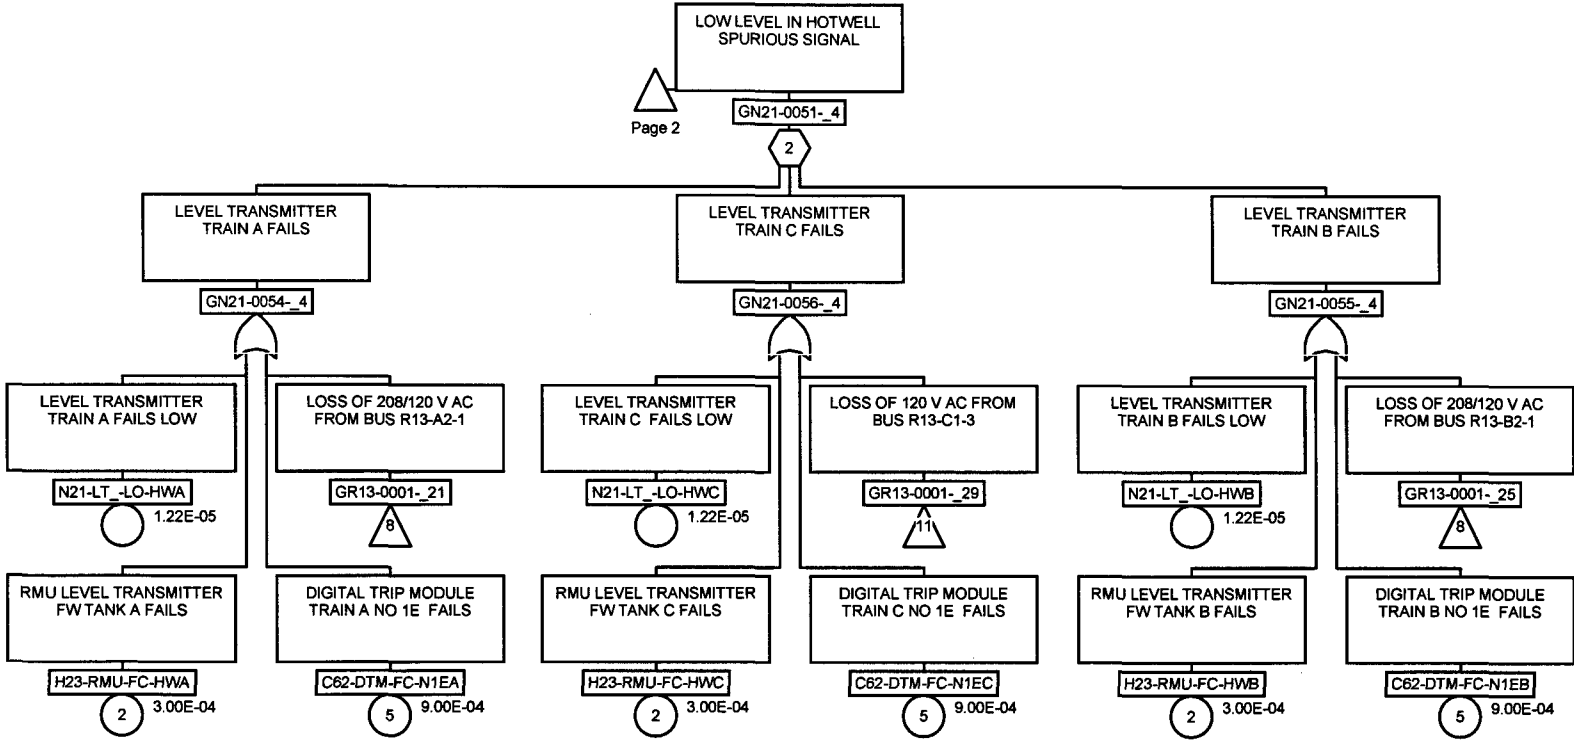 LOW LEVEL IN HOTWELL
SPURIOUS SIGNAL
Page 2
GN21-0051-_4
2
LEVEL TRANSMITTER
TRAIN A FAILS
GN21-0054-_4
LEVEL TRANSMITTER
TRAIN C FAILS
GN21-0056-_4
LEVEL TRANSMITTER
TRAIN B FAILS
GN21-0055-_4
LEVEL TRANSMITTER
TRAIN A FAILS LOW
N21-LT_-LO-HWA
1.22E-05
LOSS OF 208/120 V AC
FROM BUS R13-A2-1
GR13-0001-_21
8
LEVEL TRANSMITTER
TRAIN C FAILS LOW
N21-LT_-LO-HWC
1.22E-05
LOSS OF 120 V AC FROM
BUS R13-C1-3
GR13-0001-_29
11
LEVEL TRANSMITTER
TRAIN B FAILS LOW
N21-LT_-LO-HWB
1.22E-05
LOSS OF 208/120 V AC
FROM BUS R13-B2-1
GR13-0001-_25
8
RMU LEVEL TRANSMITTER
FW TANK A FAILS
H23-RMU-FC-HWA
2
3.00E-04
DIGITAL TRIP MODULE
TRAIN A NO 1E FAILS
C62-DTM-FC-N1EA
5
9.00E-04
RMU LEVEL TRANSMITTER
FW TANK C FAILS
H23-RMU-FC-HWC
2
3.00E-04
DIGITAL TRIP MODULE
TRAIN C NO 1E FAILS
C62-DTM-FC-N1EC
5
9.00E-04
RMU LEVEL TRANSMITTER
FW TANK B FAILS
H23-RMU-FC-HWB
2
3.00E-04
DIGITAL TRIP MODULE
TRAIN B NO 1E FAILS
C62-DTM-FC-N1EB
5
9.00E-04